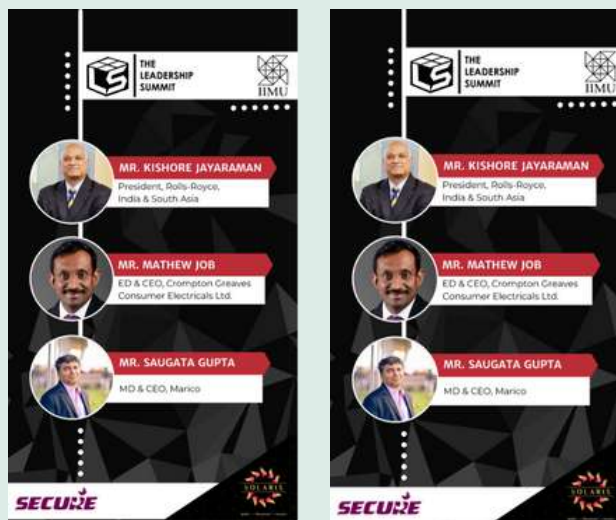 THE
LEADERSHIP
SUMMIT
IIMU
MR. KISHORE JAYARAMAN
President, Rolls-Royce,
India & South Asia
MR. MATHEW JOB
ED & CEO, Crompton Greaves
Consumer Electricals Ltd.
MR. SAUGATA GUPTA
MD & CEO, Marico
SECURE
SOLARIS
THE
LEADERSHIP
SUMMIT
IIMU
MR. KISHORE JAYARAMAN
President, Rolls-Royce,
India & South Asia
MR. MATHEW JOB
ED & CEO, Crompton Greaves
Consumer Electricals Ltd.
MR. SAUGATA GUPTA
MD & CEO, Marico
SECURE
SOLARIS